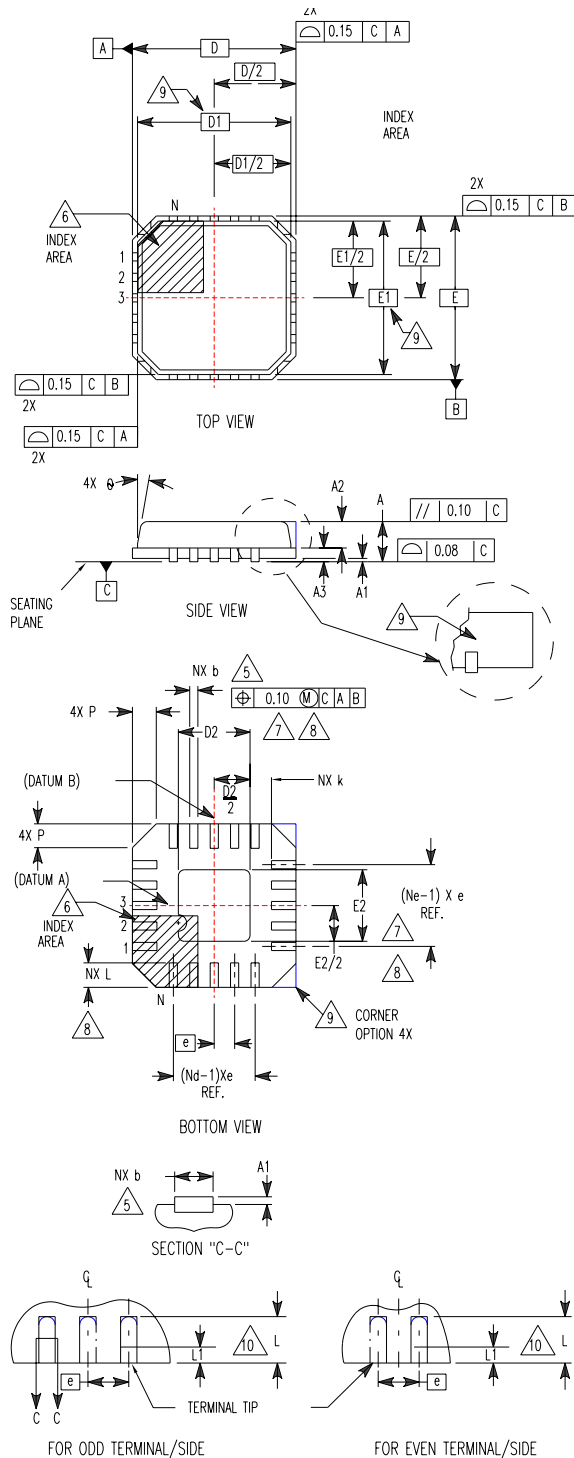 2X
0.15 C A
A
D
D/2
9
D1
INDEX
AREA
D1/2
2X
0.15 C B
N
6
INDEX
AREA
1
2
3
E1/2
E/2
E1
E
9
0.15 C B
2X
B
0.15 C A
2X
TOP VIEW
4X θ
A2
A
// 0.10 C
0.08 C
C
A3
A1
SEATING
PLANE
SIDE VIEW
9
NX b
5
0.10 M C A B
4X P
D2
7
8
(DATUM B)
D2
2
NX k
4X P
(DATUM A)
(Ne-1) X e
REF.
3
E2
6
INDEX
AREA
2
1
7
E2/2
8
NX L
8
N
9
CORNER
OPTION 4X
e
(Nd-1)Xe
REF.
BOTTOM VIEW
NX b
A1
5
SECTION "C-C"
CL
CL
L1
10
L
L1
10
L
e
e
TERMINAL TIP
C C
FOR ODD TERMINAL/SIDE
FOR EVEN TERMINAL/SIDE